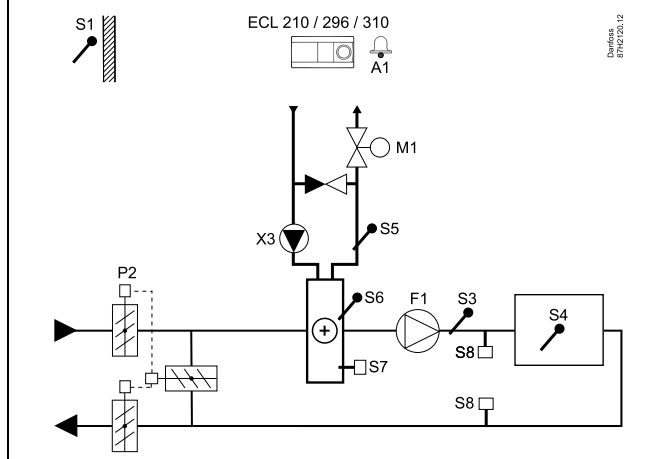 S1
ECL 210 / 296 / 310
A1
Danfoss
87H2120.12
M1
X3
S5
P2
S6
F1
S3
S4
S8
S7
S8